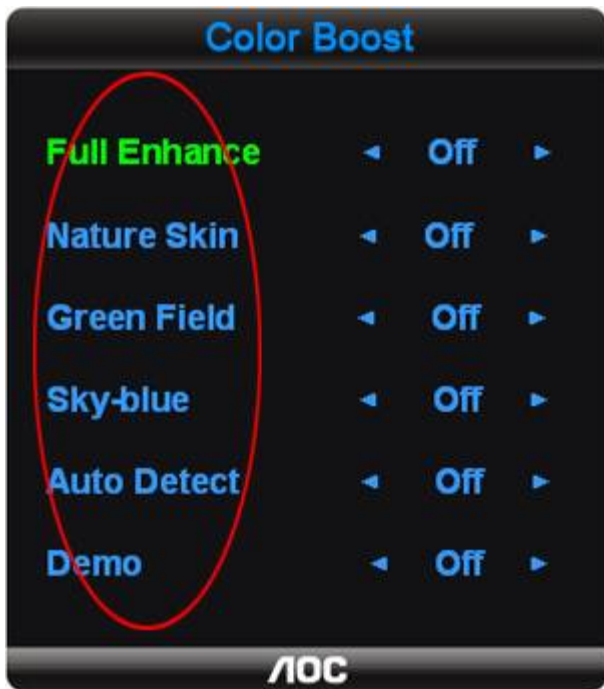 Color Boost
Full Enhance ◄ Off ►
Nature Skin ◄ Off ►
Green Field ◄ Off ►
Sky-blue ◄ Off ►
Auto Detect ◄ Off ►
Demo ◄ Off ►
AOC